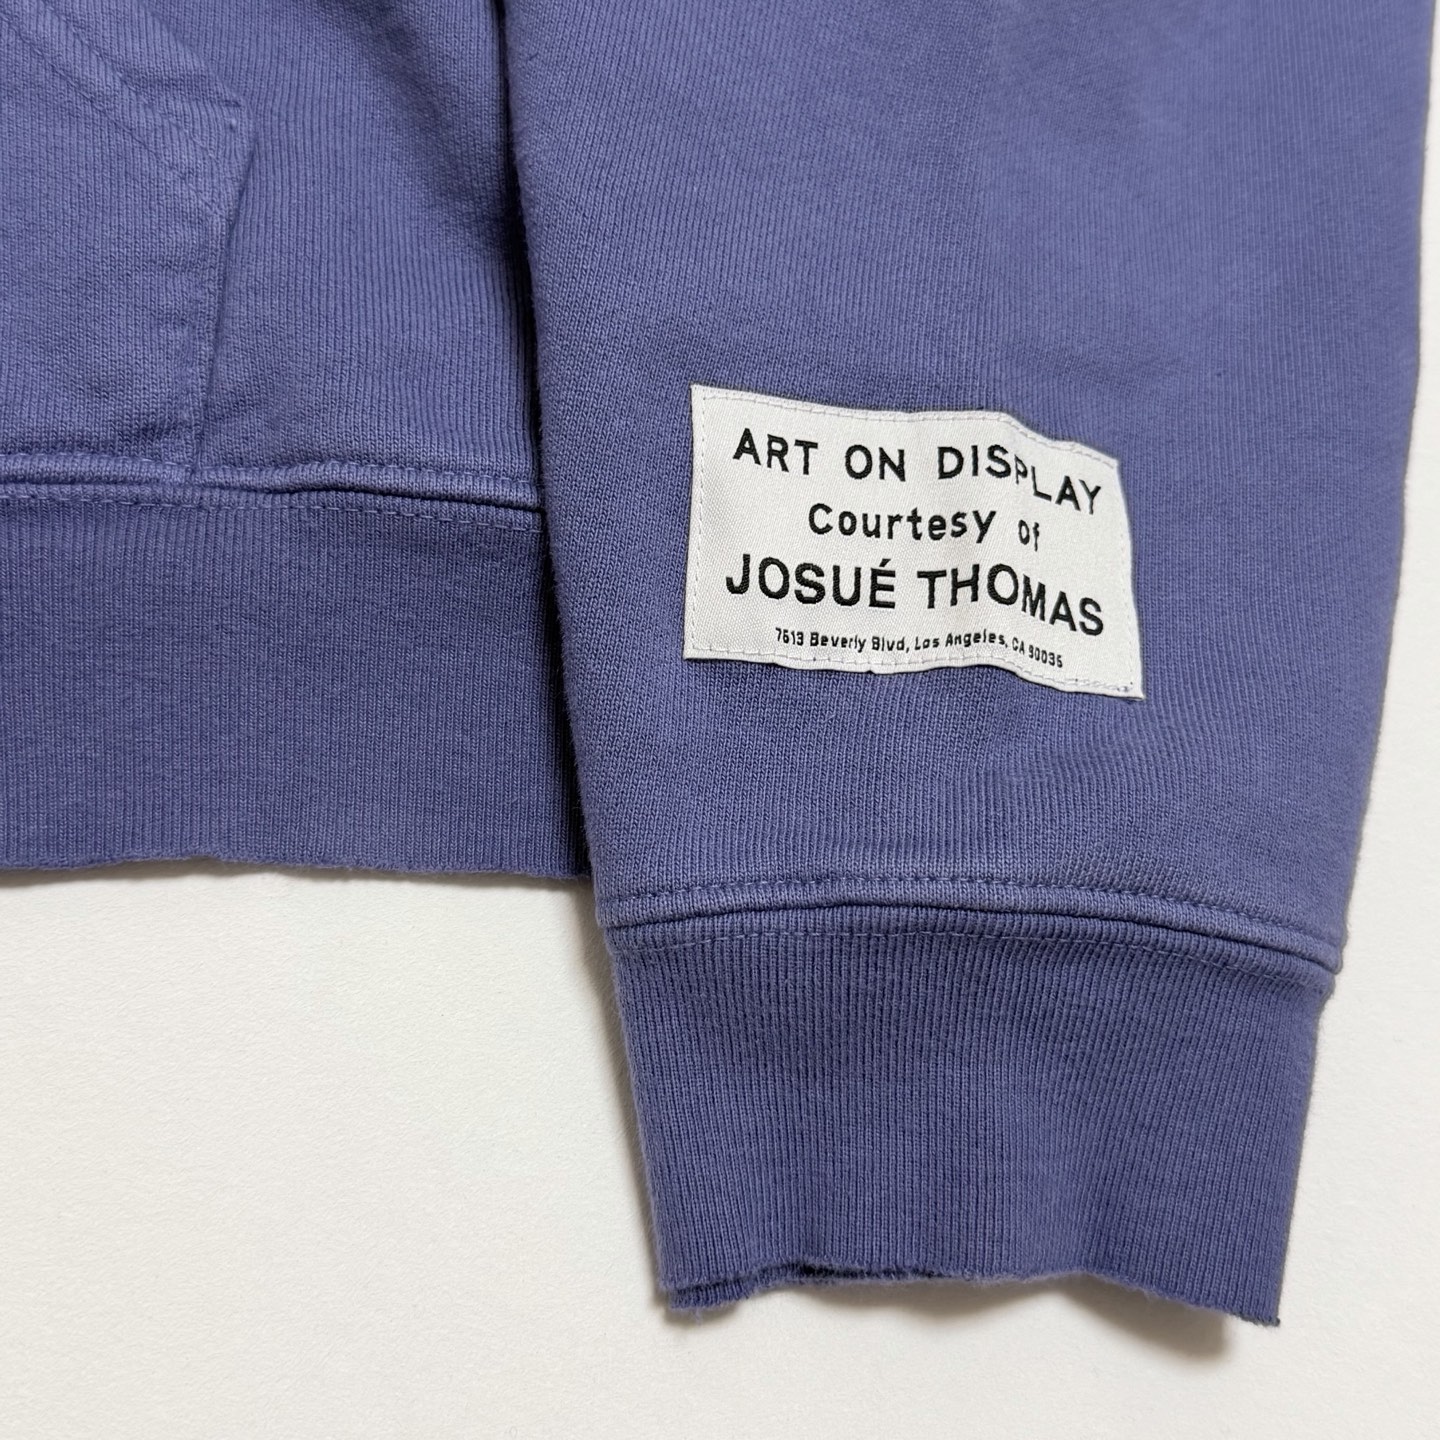 ART ON DISPLAY
Courtesy of
JOSUÉ THOMAS
7613 Beverly Blvd, Los Angeles, CA 90036